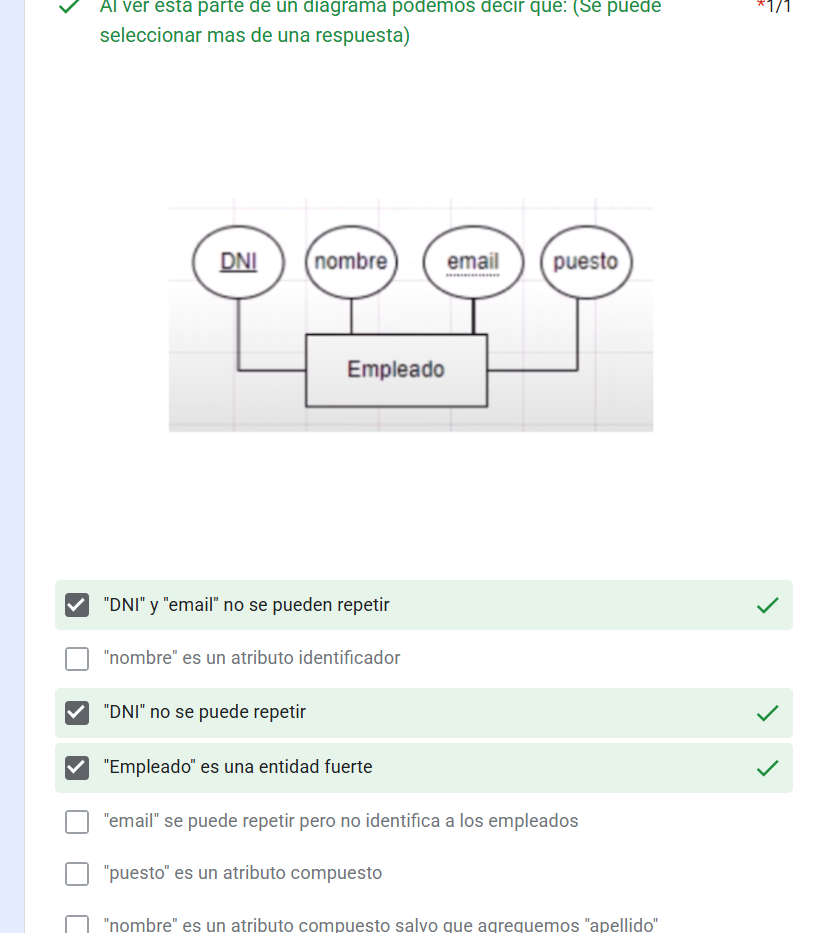 Al ver esta parte de un diagrama podemos decir que: (Se puede
seleccionar mas de una respuesta)
*1/1
DNI
nombre
email
puesto
Empleado
"DNI" y "email" no se pueden repetir
"nombre" es un atributo identificador
"DNI" no se puede repetir
"Empleado" es una entidad fuerte
"email" se puede repetir pero no identifica a los empleados
"puesto" es un atributo compuesto
"nombre" es un atributo compuesto salvo que agreguemos "apellido"